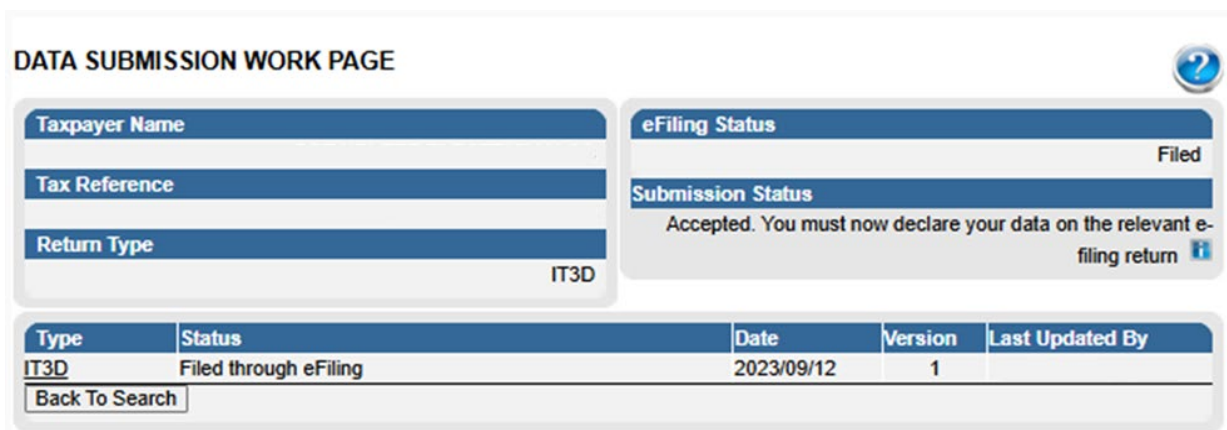 DATA SUBMISSION WORK PAGE
?
Taxpayer Name
Tax Reference
Return Type
IT3D
eFiling Status
Filed
Submission Status
Accepted. You must now declare your data on the relevant e-
filing return i
Type Status Date Version Last Updated By
IT3D Filed through eFiling 2023/09/12 1
Back To Search